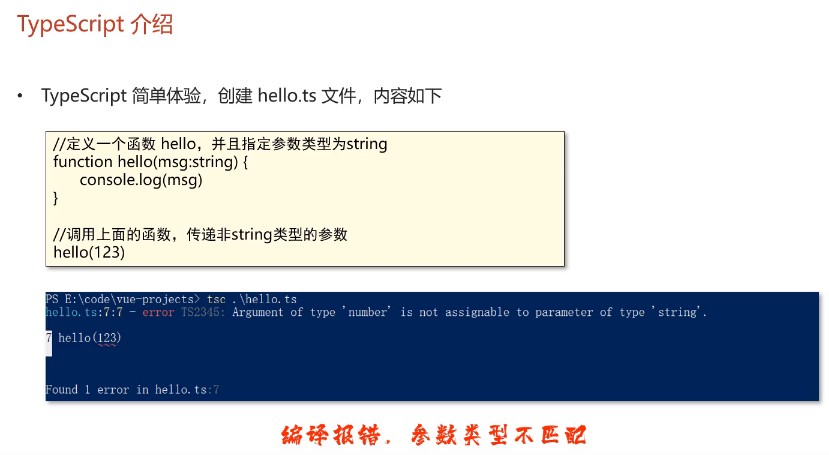 TypeScript 介绍
• TypeScript 简单体验，创建 hello.ts 文件，内容如下
//定义一个函数 hello，并且指定参数类型为string
function hello(msg:string) {
console.log(msg)
}
//调用上面的函数，传递非string类型的参数
hello(123)
PS E:\code\vue-projects> tsc .\hello.ts
hello.ts:7:7 - error TS2345: Argument of type 'number' is not assignable to parameter of type 'string'.
7 hello(123)
Found 1 error in hello.ts:7
编译报错，参数类型不匹配